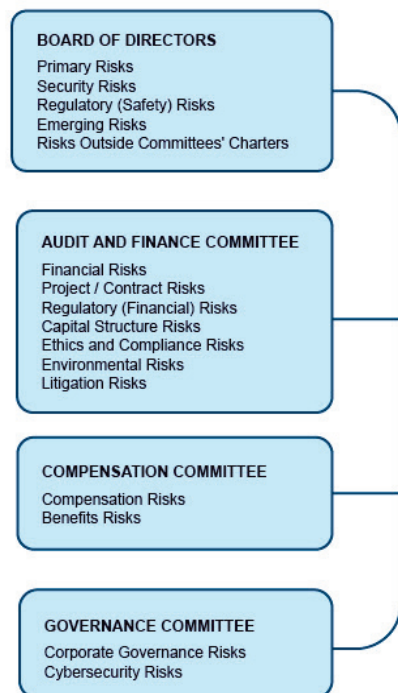 BOARD OF DIRECTORS
Primary Risks
Security Risks
Regulatory (Safety) Risks
Emerging Risks
Risks Outside Committees' Charters
AUDIT AND FINANCE COMMITTEE
Financial Risks
Project / Contract Risks
Regulatory (Financial) Risks
Capital Structure Risks
Ethics and Compliance Risks
Environmental Risks
Litigation Risks
COMPENSATION COMMITTEE
Compensation Risks
Benefits Risks
GOVERNANCE COMMITTEE
Corporate Governance Risks
Cybersecurity Risks